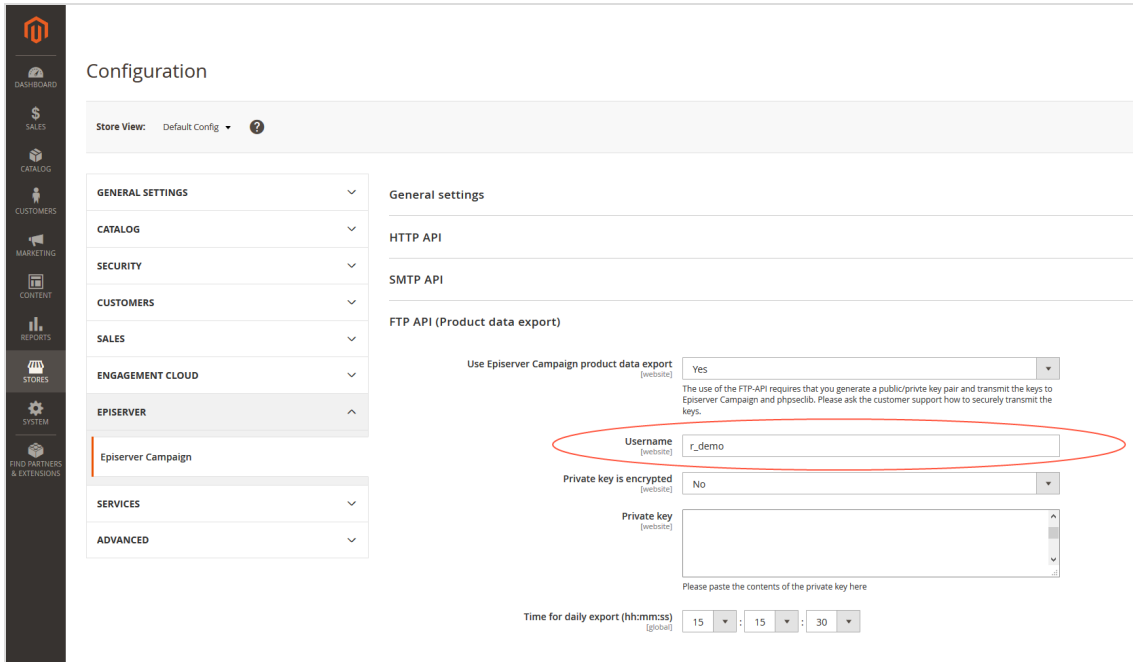 Configuration
DASHBOARD
SALES
CATALOG
CUSTOMERS
MARKETING
CONTENT
REPORTS
STORES
SYSTEM
FIND PARTNERS
& EXTENSIONS
Store View: Default Config ?
GENERAL SETTINGS
CATALOG
SECURITY
CUSTOMERS
SALES
ENGAGEMENT CLOUD
EPISERVER
Episerver Campaign
SERVICES
ADVANCED
General settings
HTTP API
SMTP API
FTP API (Product data export)
Use Episerver Campaign product data export Yes
[website]
The use of the FTP-API requires that you generate a public/privte key pair and transmit the keys to
Episerver Campaign and phpseclib. Please ask the customer support how to securely transmit the
keys.
Username r_demo
[website]
Private key is encrypted No
[website]
Private key
[website]
Please paste the contents of the private key here
Time for daily export (hh:mm:ss) 15 : 15 : 30
[global]